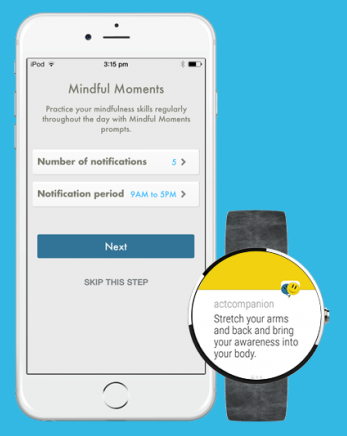 iPod 3:15 pm
Mindful Moments
Practice your mindfulness skills regularly
throughout the day with Mindful Moments
prompts.
Number of notifications 5 >
Notification period 9AM to 5PM >
Next
SKIP THIS STEP
actcompanion
Stretch your arms
and back and bring
your awareness into
your body.